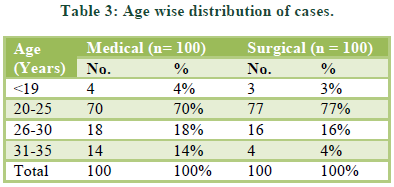 Table 3: Age wise distribution of cases.
Age (Years) Medical (n= 100) Surgical (n = 100)
No. % No. %
<19 4 4% 3 3%
20-25 70 70% 77 77%
26-30 18 18% 16 16%
31-35 14 14% 4 4%
Total 100 100% 100 100%